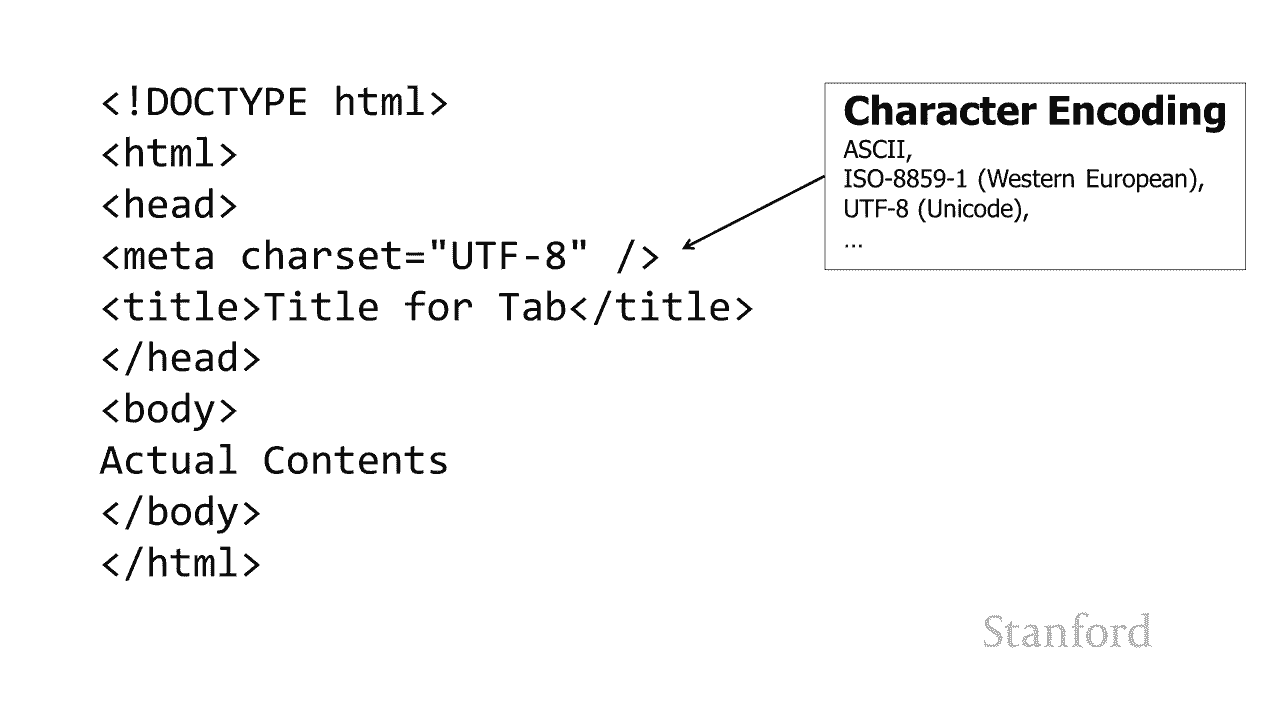 <!DOCTYPE html>
<html>
<head>
<meta charset="UTF-8" />
<title>Title for Tab</title>
</head>
<body>
Actual Contents
</body>
</html>
Character Encoding
ASCII,
ISO-8859-1 (Western European),
UTF-8 (Unicode),
…
Stanford